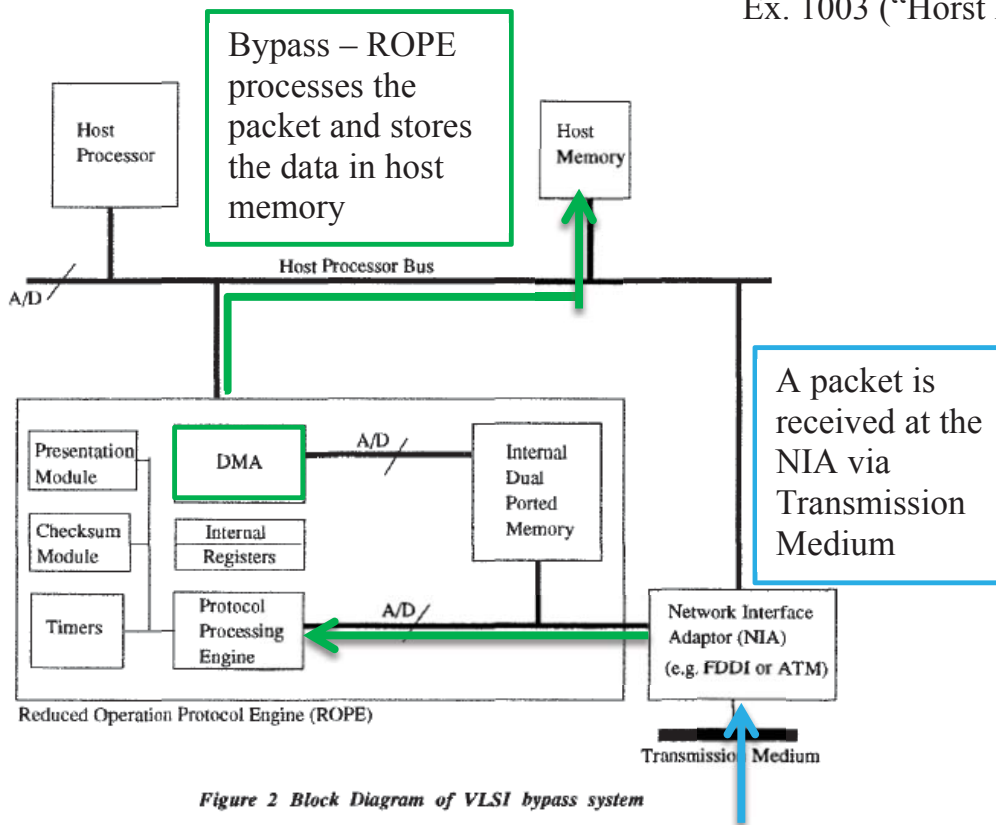 Ex. 1003 ("Horst
Bypass – ROPE
processes the
packet and stores
the data in host
memory
Host
Processor
Host
Memory
Host Processor Bus
A/D
A packet is
received at the
NIA via
Transmission
Medium
Presentation
Module
DMA
A/D
Internal
Dual
Ported
Memory
Checksum
Module
Internal
Registers
Timers
Protocol
Processing
Engine
A/D
Network Interface
Adaptor (NIA)
(e.g. FDDI or ATM)
Reduced Operation Protocol Engine (ROPE)
Transmission Medium
Figure 2 Block Diagram of VLSI bypass system